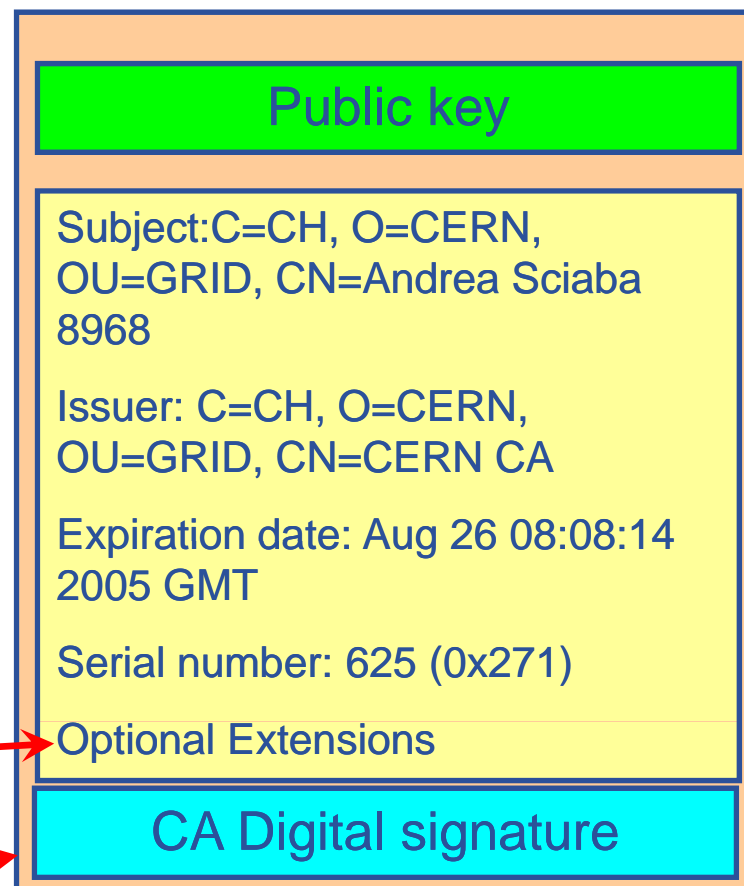 Public key
Subject:C=CH, O=CERN,
OU=GRID, CN=Andrea Sciaba
8968
Issuer: C=CH, O=CERN,
OU=GRID, CN=CERN CA
Expiration date: Aug 26 08:08:14
2005 GMT
Serial number: 625 (0x271)
Optional Extensions
CA Digital signature